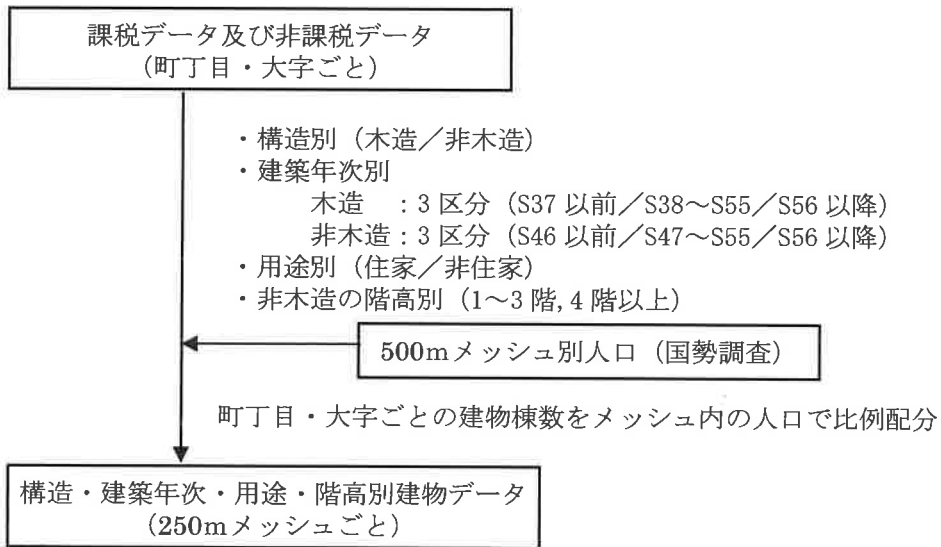 課税データ及び非課税データ
(町丁目・大字ごと)
・構造別（木造／非木造）
・建築年次別
木造　：3 区分（S37 以前／S38～S55／S56 以降）
非木造：3 区分（S46 以前／S47～S55／S56 以降）
・用途別（住家／非住家）
・非木造の階高別（1～3 階, 4 階以上）
500mメッシュ別人口（国勢調査）
町丁目・大字ごとの建物棟数をメッシュ内の人口で比例配分
構造・建築年次・用途・階高別建物データ
（250mメッシュごと）